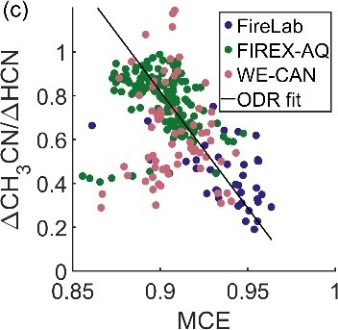 (c)
FireLab
FIREX-AQ
WE-CAN
ODR fit
ΔCH₃CN/ΔHCN
1
0.8
0.6
0.4
0.2
0
0.85
0.9
0.95
1
MCE